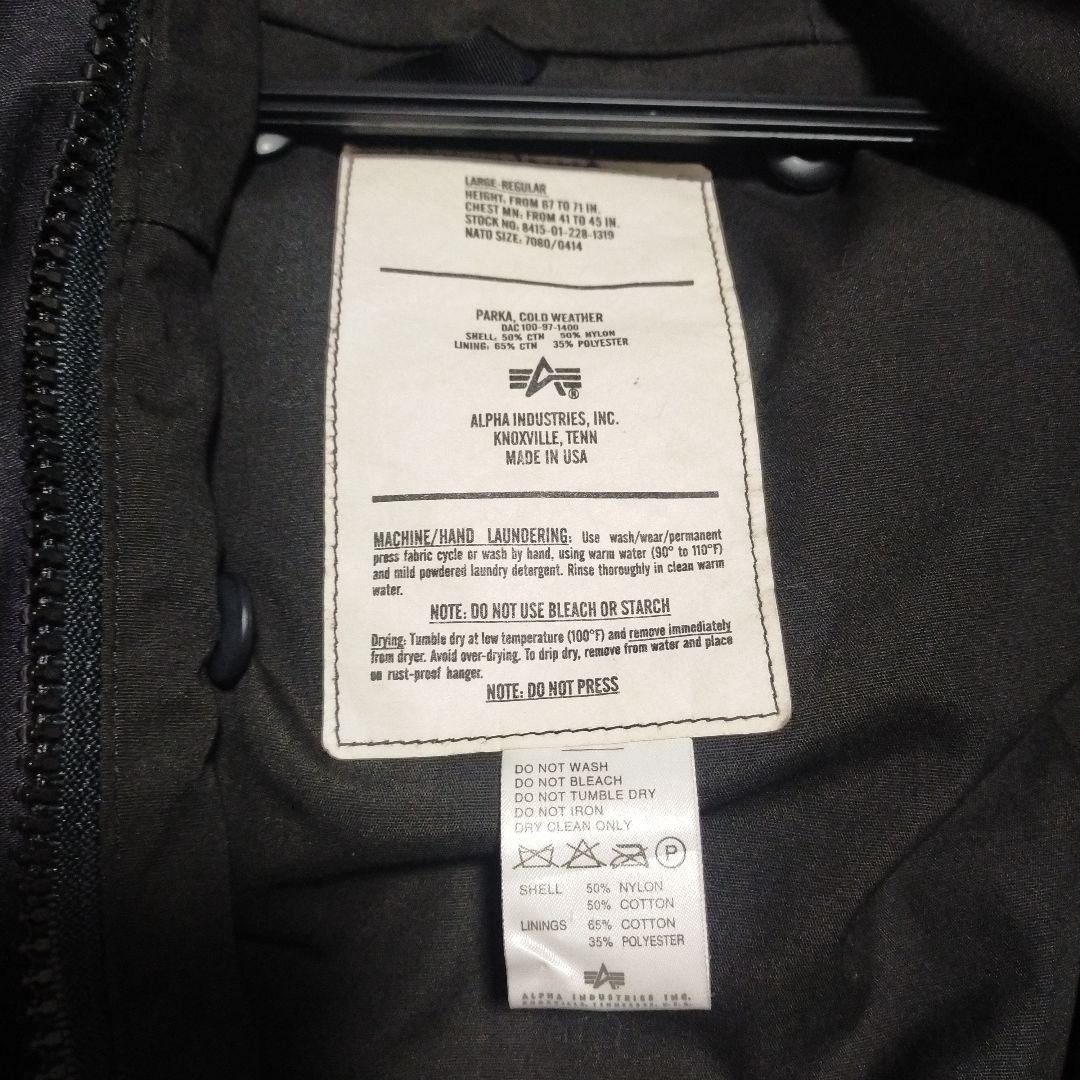 LARGE-REGULAR
HEIGHT: FROM 67 TO 71 IN.
CHEST MN: FROM 41 TO 45 IN.
STOCK NO: 8415-01-228-1319
NATO SIZE: 7080/0414
PARKA, COLD WEATHER
DAC 100-97-1400
SHELL: 50% CTN 50% NYLON
LINING: 65% CTN 35% POLYESTER
ALPHA INDUSTRIES, INC.
KNOXVILLE, TENN
MADE IN USA
MACHINE/HAND LAUNDERING: Use wash/wear/permanent
press fabric cycle or wash by hand, using warm water (90° to 110°F)
and mild powdered laundry detergent. Rinse thoroughly in clean warm
water.
NOTE: DO NOT USE BLEACH OR STARCH
Drying: Tumble dry at low temperature (100°F) and remove immediately
from dryer. Avoid over-drying. To drip dry, remove from water and place
on rust-proof hanger.
NOTE: DO NOT PRESS
DO NOT WASH
DO NOT BLEACH
DO NOT TUMBLE DRY
DO NOT IRON
DRY CLEAN ONLY
P
SHELL 50% NYLON
50% COTTON
LININGS 65% COTTON
35% POLYESTER
ALPHA INDUSTRIES INC.
KNOXVILLE, TENNESSEE, U.S.A.